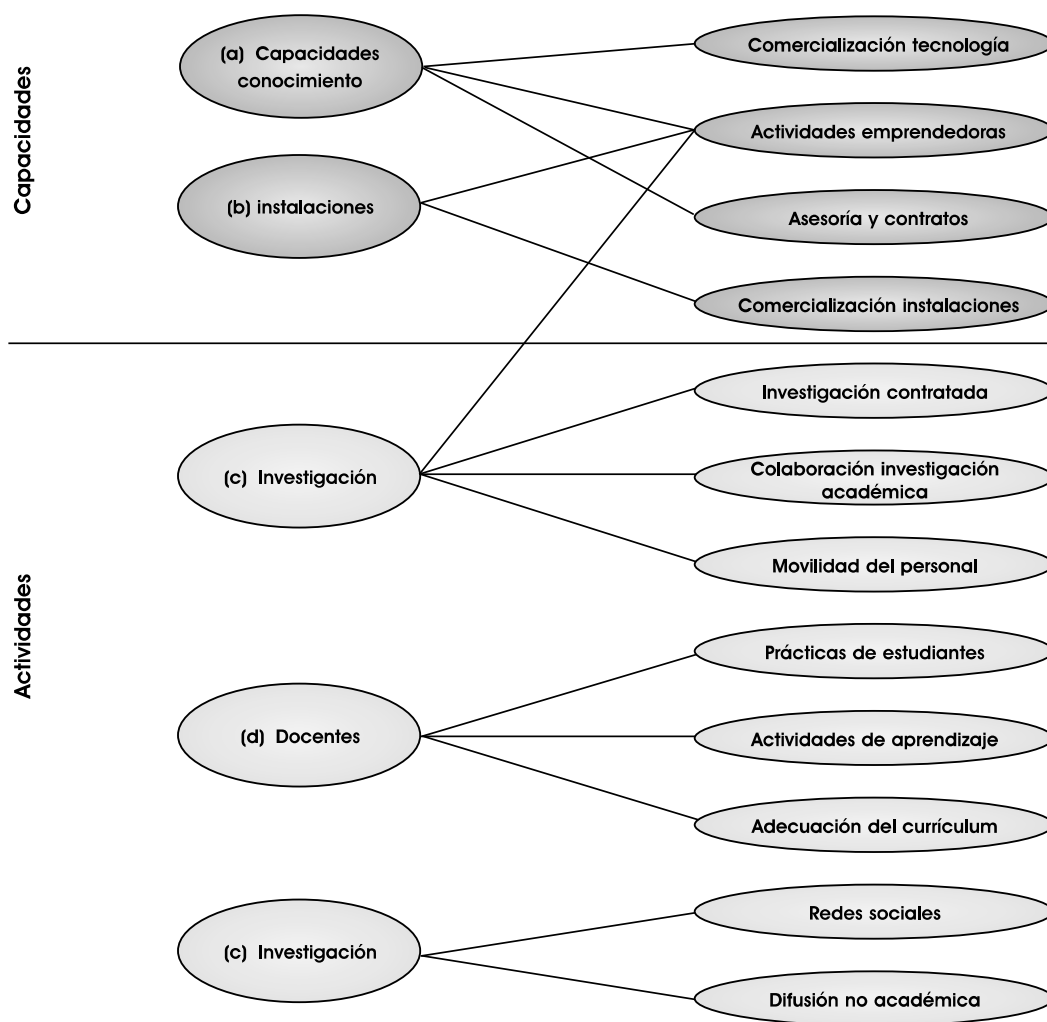 Capacidades
(a) Capacidades
conocimiento
(b) instalaciones
Comercialización tecnología
Actividades emprendedoras
Asesoría y contratos
Comercialización instalaciones
Actividades
(c) Investigación
Investigación contratada
Colaboración investigación
académica
Movilidad del personal
(d) Docentes
Prácticas de estudiantes
Actividades de aprendizaje
Adecuación del currículum
(c) Investigación
Redes sociales
Difusión no académica